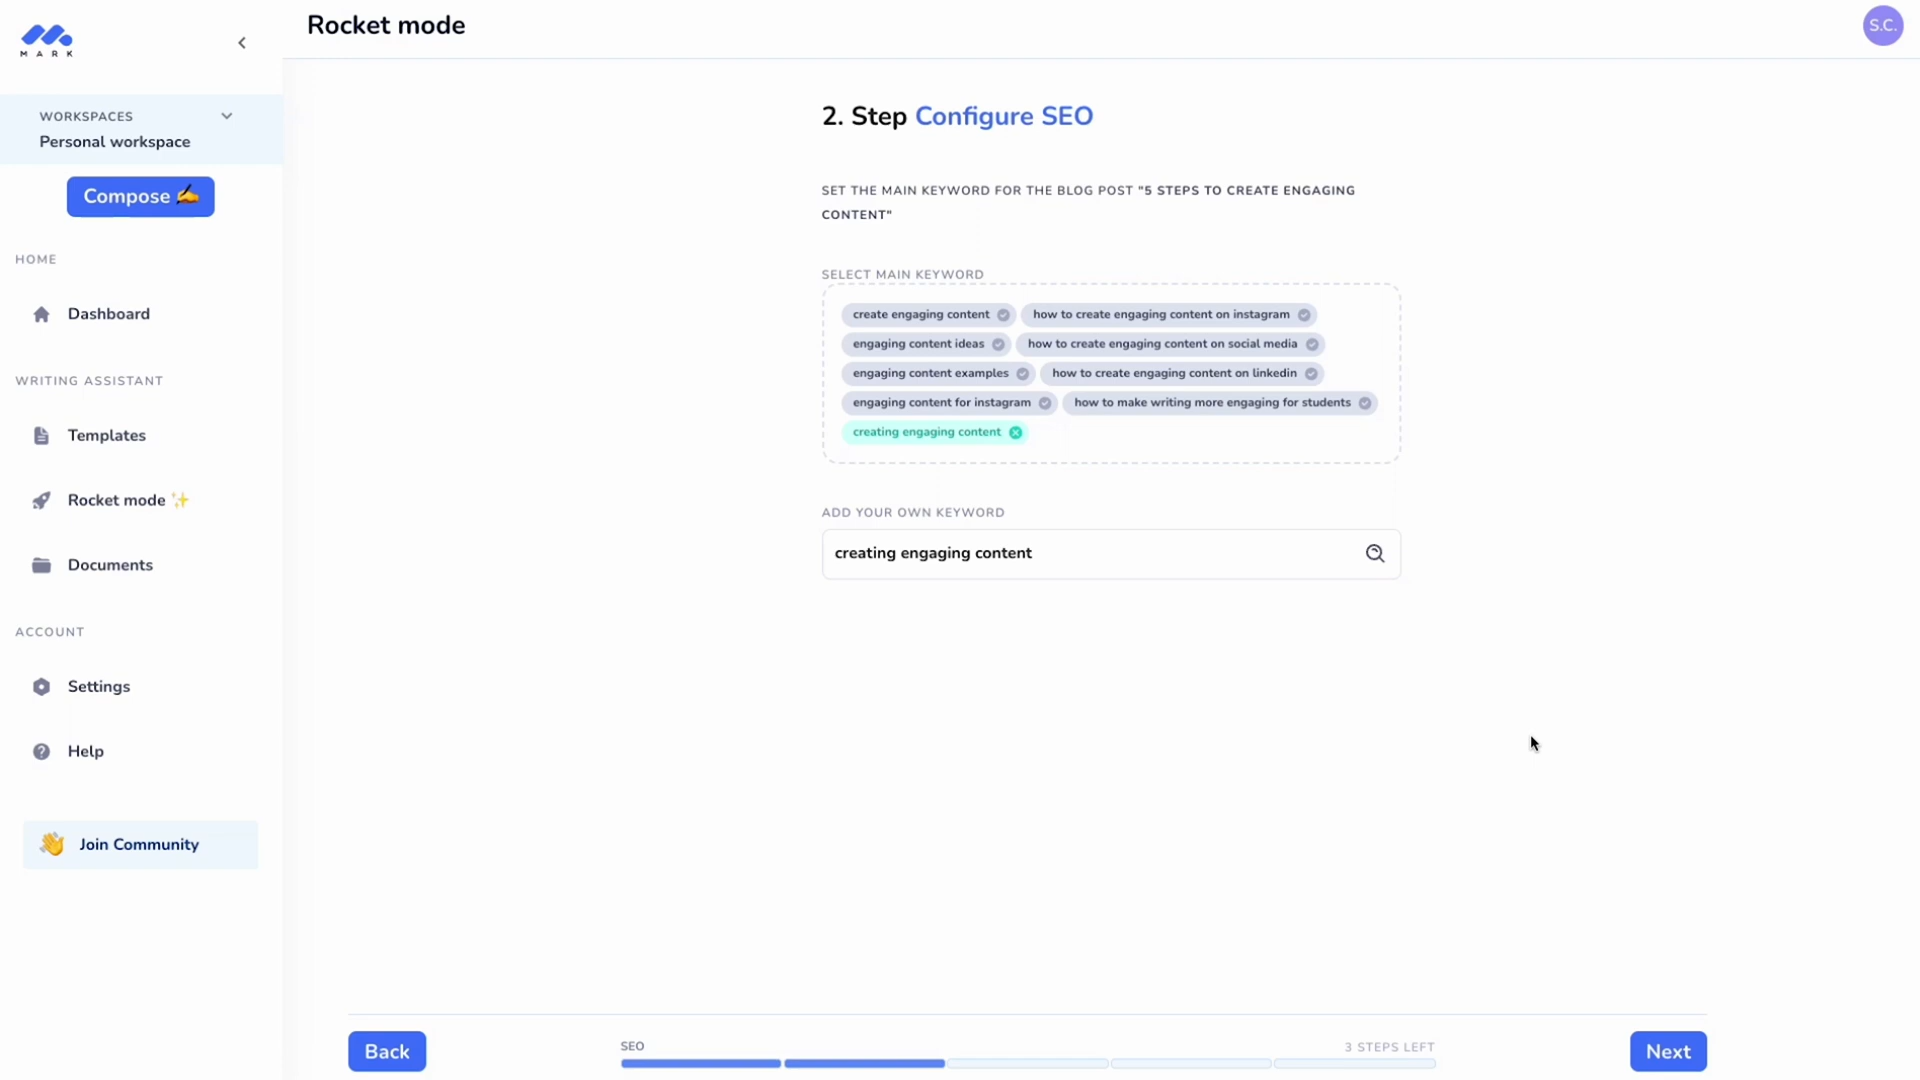 MARK
Rocket mode
S.C.
WORKSPACES
Personal workspace
Compose ✍️
HOME
Dashboard
WRITING ASSISTANT
Templates
Rocket mode ✨
Documents
ACCOUNT
Settings
Help
👋 Join Community
2. Step Configure SEO
SET THE MAIN KEYWORD FOR THE BLOG POST "5 STEPS TO CREATE ENGAGING
CONTENT"
SELECT MAIN KEYWORD
create engaging content how to create engaging content on instagram
engaging content ideas how to create engaging content on social media
engaging content examples how to create engaging content on linkedin
engaging content for instagram how to make writing more engaging for students
creating engaging content
ADD YOUR OWN KEYWORD
creating engaging content
Back
SEO
3 STEPS LEFT
Next